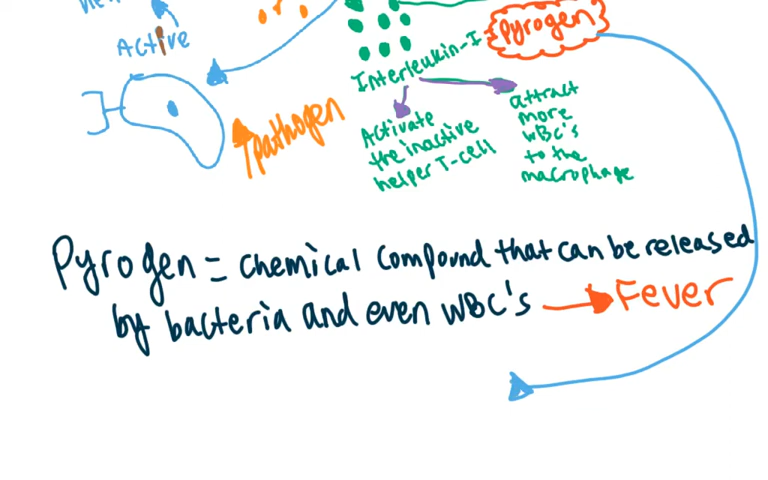 Active
Pyrogen
Interleukin-I
↑pathogen
Activate
the inactive
helper T-cell
attract
more
WBC's
to the
macrophage
Pyrogen = chemical compound that can be released
by bacteria and even WBC's → Fever